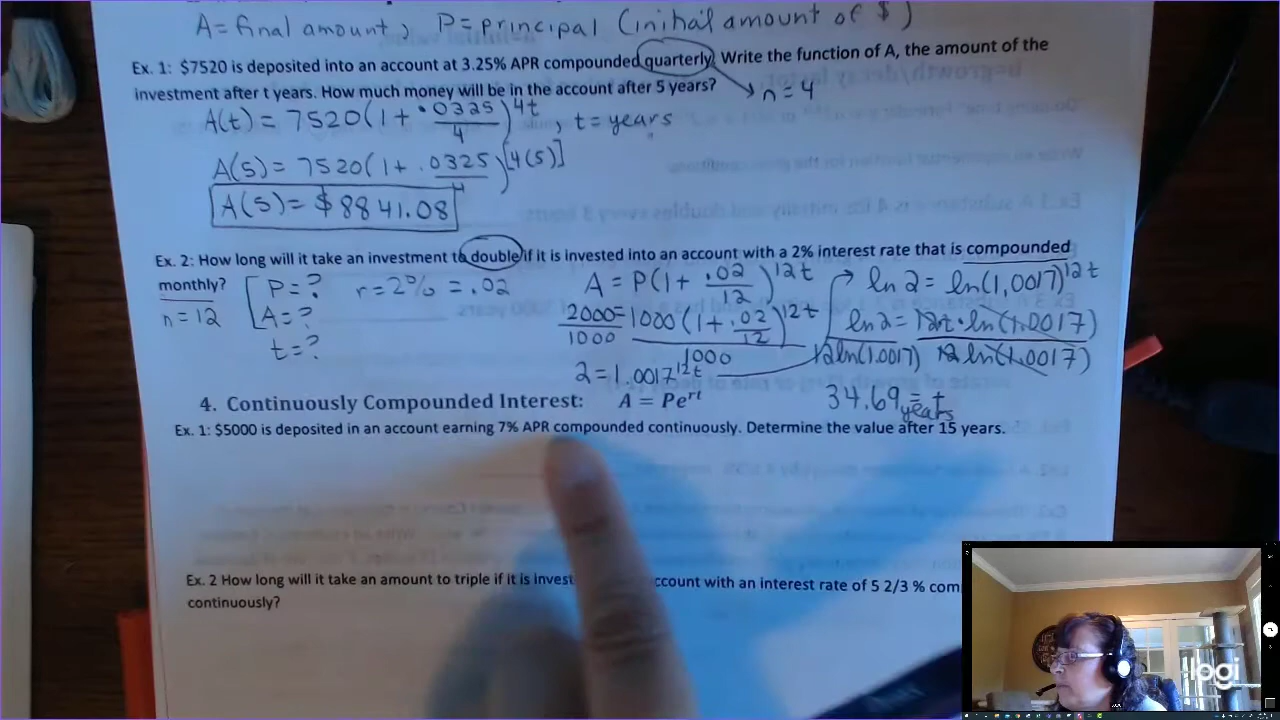 A = final amount, P = principal (initial amount of $)
Ex. 1: $7520 is deposited into an account at 3.25% APR compounded quarterly. Write the function of A, the amount of the
investment after t years. How much money will be in the account after 5 years?
n = 4
A(t) = 7520(1 + .0325/4)^4t, t = years
A(5) = 7520(1 + .0325/4)^[4(5)]
A(5) = $8841.08
Ex. 2: How long will it take an investment to double if it is invested into an account with a 2% interest rate that is compounded
monthly?
n = 12
P = ?
A = ?
t = ?
r = 2% = .02
A = P(1 + .02/12)^12t
2000/1000 = 1000(1 + .02/12)^12t/1000
2 = 1.0017^12t
ln 2 = ln(1.0017)^12t
ln 2/12 ln(1.0017) = 12t · ln(1.0017)/12 ln(1.0017)
34.69 = t
years
4. Continuously Compounded Interest: A = Pe^rt
Ex. 1: $5000 is deposited in an account earning 7% APR compounded continuously. Determine the value after 15 years.
Ex. 2 How long will it take an amount to triple if it is invest ccount with an interest rate of 5 2/3 % com
continuously?
logi